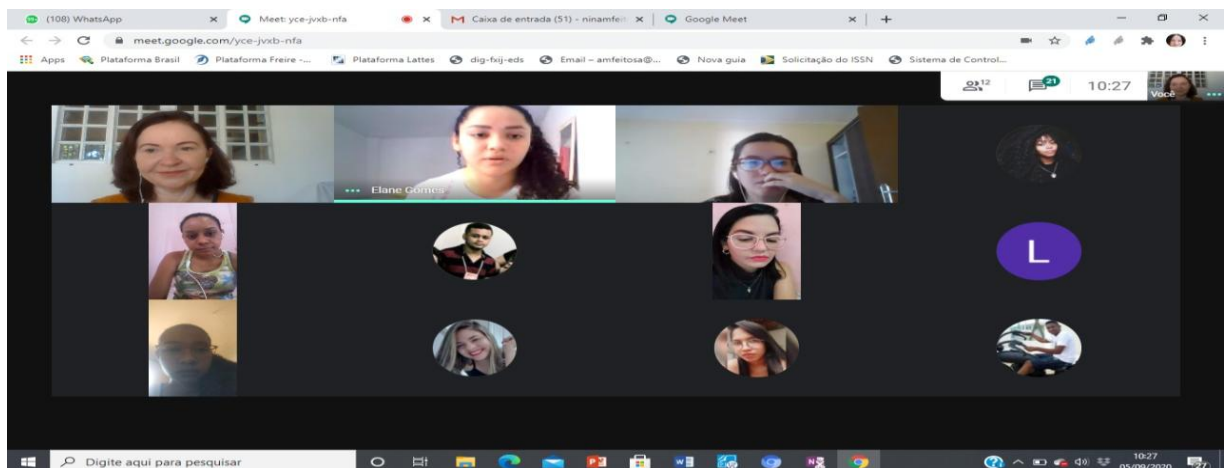 (108) WhatsApp
Meet: yce-jvxb-nfa
Caixa de entrada (51) - ninamfeit
Google Meet
meet.google.com/yce-jvxb-nfa
Apps
Plataforma Brasil
Plataforma Freire -...
Plataforma Lattes
dig-fxij-eds
Email – amfeitosa@...
Nova guia
Solicitação do ISSN
Sistema de Control...
12
21
10:27
Você
Elane Gomes
L
Digite aqui para pesquisar
10:27
05/09/2020
27